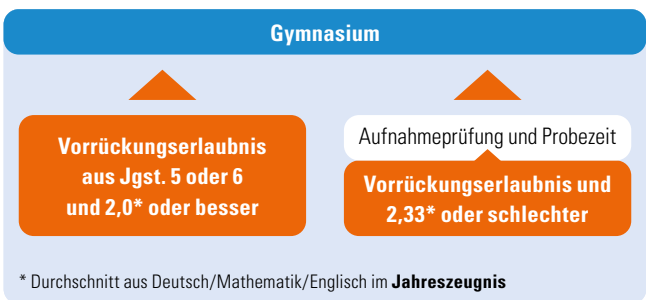 Gymnasium
Vorrückungserlaubnis
aus Jgst. 5 oder 6
und 2,0* oder besser
Aufnahmeprüfung und Probezeit
Vorrückungserlaubnis und
2,33* oder schlechter
* Durchschnitt aus Deutsch/Mathematik/Englisch im Jahreszeugnis